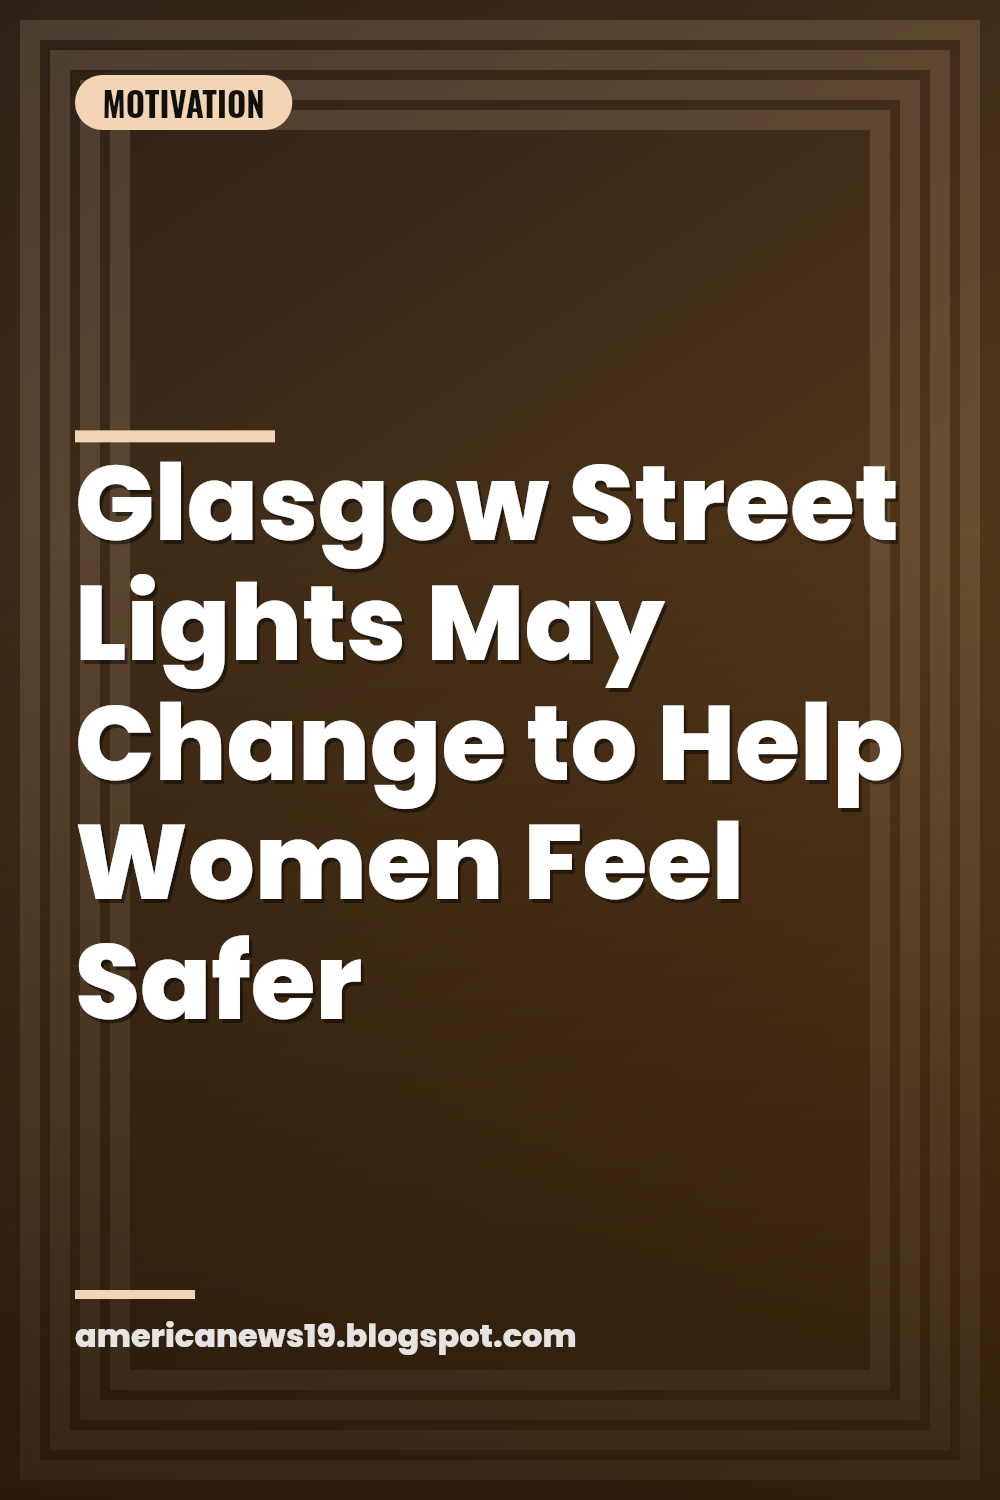 MOTIVATION
Glasgow Street
Lights May
Change to Help
Women Feel
Safer
americanews19.blogspot.com